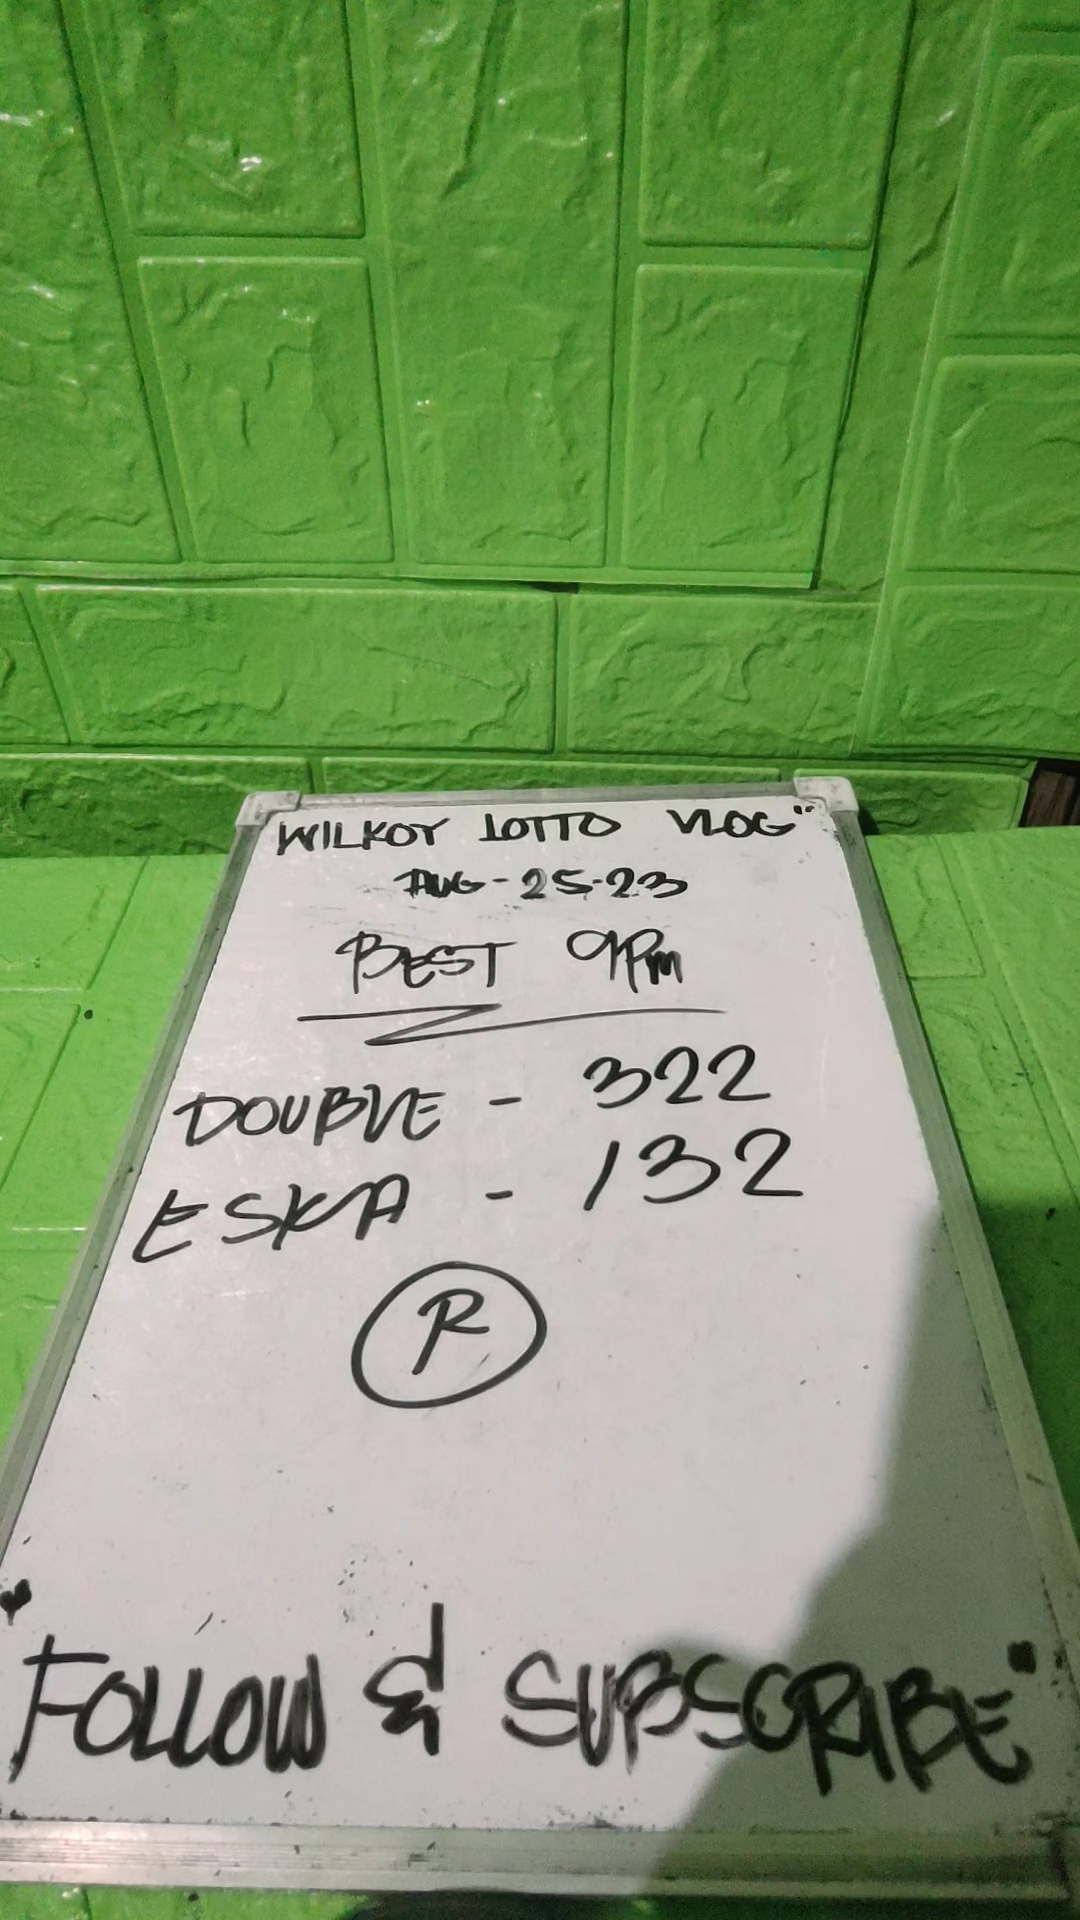 WILKOY LOTTO VLOG"
AUG-25-23
BEST 9PM
DOUBLE - 322
ESKA - 132
R
"FOLLOW & SUBSCRIBE"